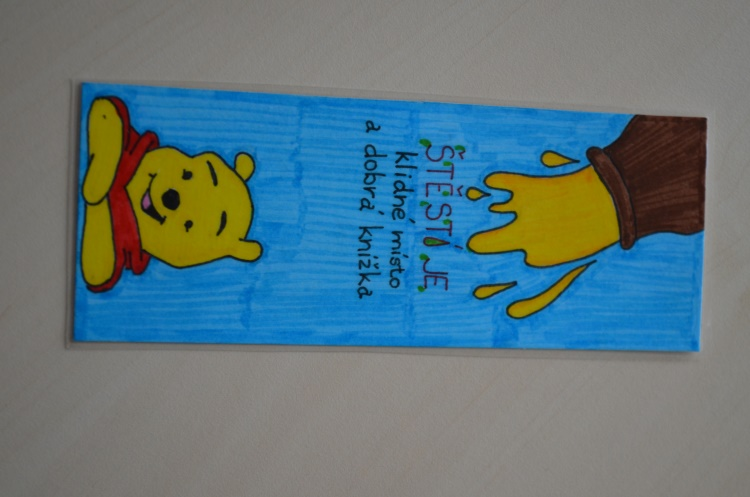 ŠTĚSTÍ JE
klidné místo
a dobrá knížka